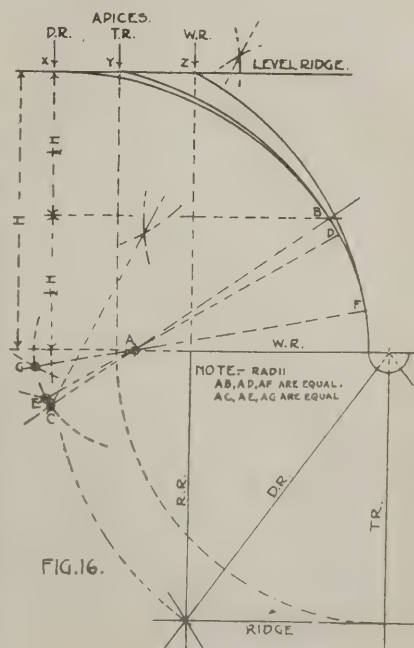 APICES.
D.R. T.R. W.R.
X Y Z
LEVEL RIDGE.
H
H
H
B
D
F
A
W.R.
G
E
C
NOTE:- RADII
AB, AD, AF ARE EQUAL.
AC, AE, AG ARE EQUAL
R.R.
D.R.
T.R.
FIG.16.
RIDGE